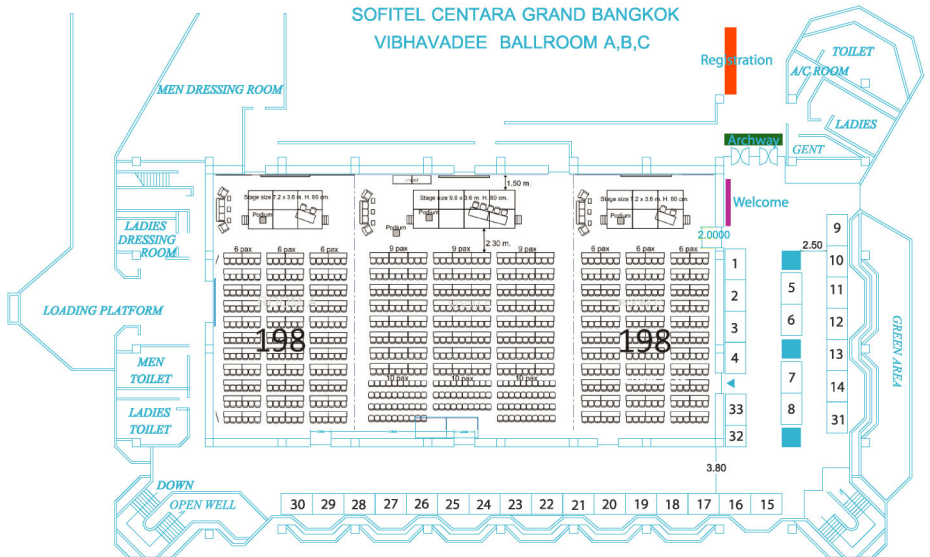 SOFITEL CENTARA GRAND BANGKOK
VIBHAVADEE BALLROOM A,B,C
Registration
TOILET
A/C ROOM
MEN DRESSING ROOM
LADIES
Archway
GENT
1.50 m
Stage size 7.2 x 3.6 m. H. 60 cm.
Stage size 9.6 x 3.6 m. H. 80 cm.
Stage size 7.2 x 3.6 m. H. 60 cm.
Welcome
Podium
Podium
Podium
LADIES
DRESSING
ROOM
2.30 m.
2.0000
2.50
6 pax 6 pax 6 pax
9 pax 9 pax 9 pax
6 pax 6 pax 6 pax
9
10
11
12
13
14
31
1
2
3
4
33
32
5
6
7
8
LOADING PLATFORM
198
198
GREEN AREA
MEN
TOILET
10 pax 10 pax 10 pax
LADIES
TOILET
3.80
DOWN
OPEN WELL
30 29 28 27 26 25 24 23 22 21 20 19 18 17 16 15